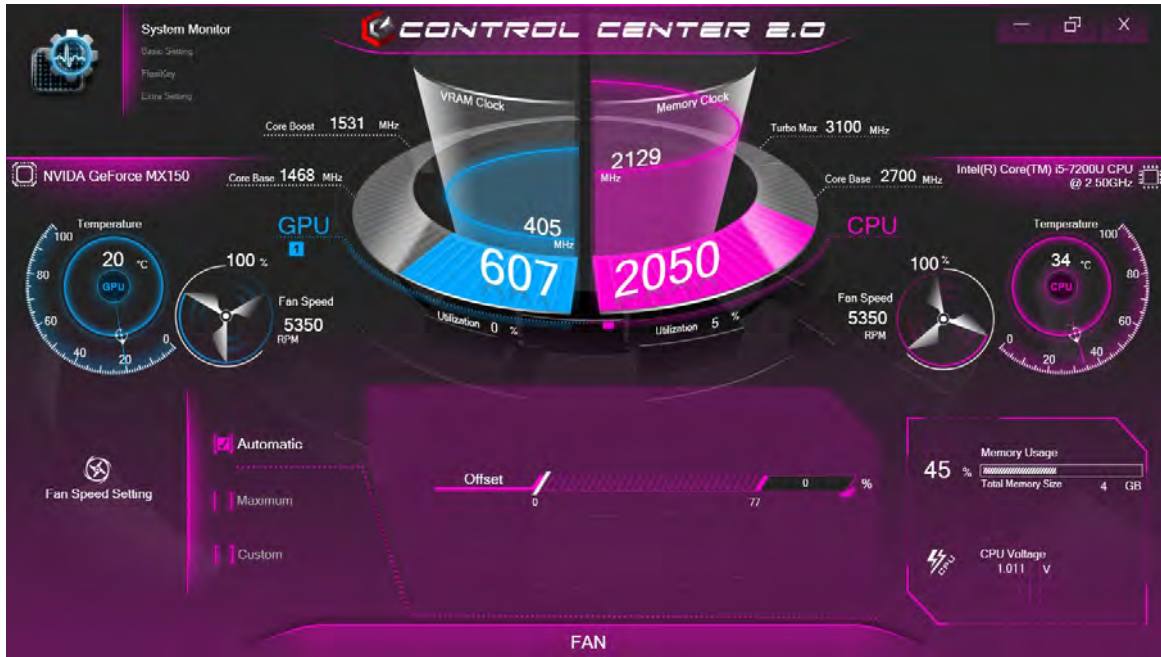 System Monitor
Basic Setting
FlexiKey
Extra Setting
CONTROL CENTER 2.0
X
VRAM Clock
Memory Clock
Core Boost 1531 MHz
Turbo Max 3100 MHz
2129
MHz
NVIDA GeForce MX150
Core Base 1468 MHz
Core Base 2700 MHz
Intel(R) Core(TM) i5-7200U CPU
@ 2.50GHz
GPU
1
405
MHz
CPU
607
2050
Utilization 0 %
Utilization 5 %
Temperature
100
80
60
40
20
0
20 °C
GPU
100 %
Fan Speed
5350
RPM
100 %
Fan Speed
5350
RPM
Temperature
100
80
60
40
20
0
34 °C
CPU
Fan Speed Setting
Automatic
Maximum
Custom
Offset
0
77
0 %
45 %
Memory Usage
Total Memory Size 4 GB
CPU
CPU Voltage
1.011 V
FAN